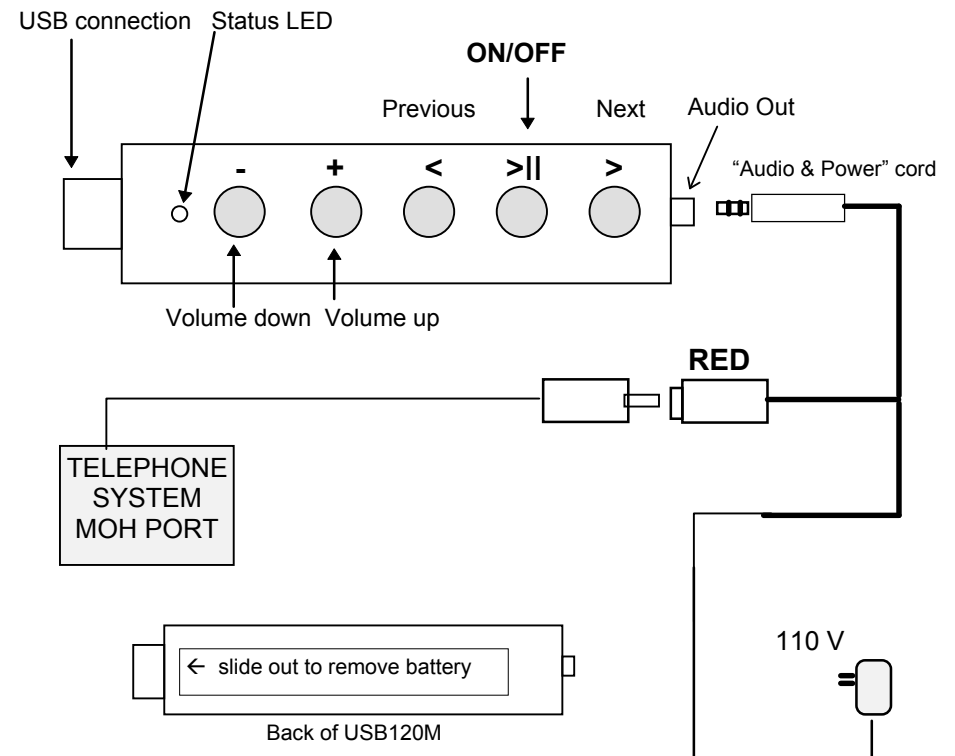 USB connection Status LED
ON/OFF
Previous Next Audio Out
- + < >|| >
“Audio & Power” cord
Volume down Volume up
RED
TELEPHONE
SYSTEM
MOH PORT
110 V
← slide out to remove battery
Back of USB120M